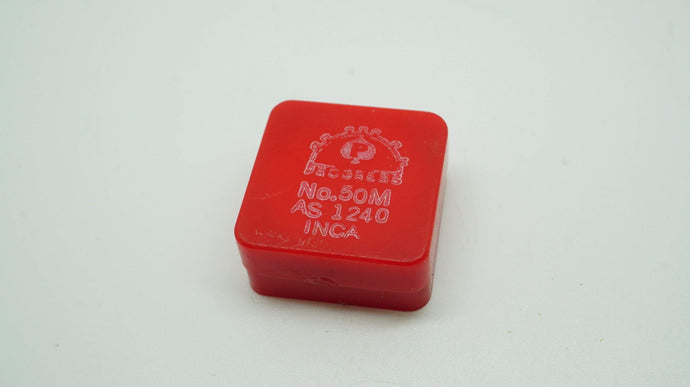 P
PROGRESS
No.50M
AS 1240
INCA